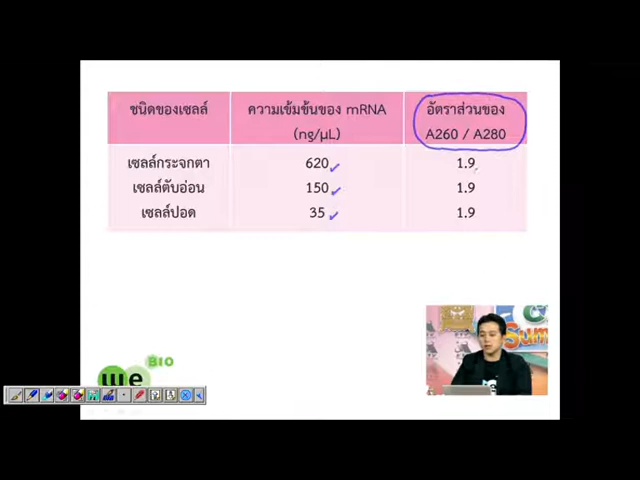 ชนิดของเซลล์
ความเข้มข้นของ mRNA
(ng/µL)
อัตราส่วนของ
A260 / A280
เซลล์กระจกตา 620 1.9
เซลล์ตับอ่อน 150 1.9
เซลล์ปอด 35 1.9
BIO
we
Sum